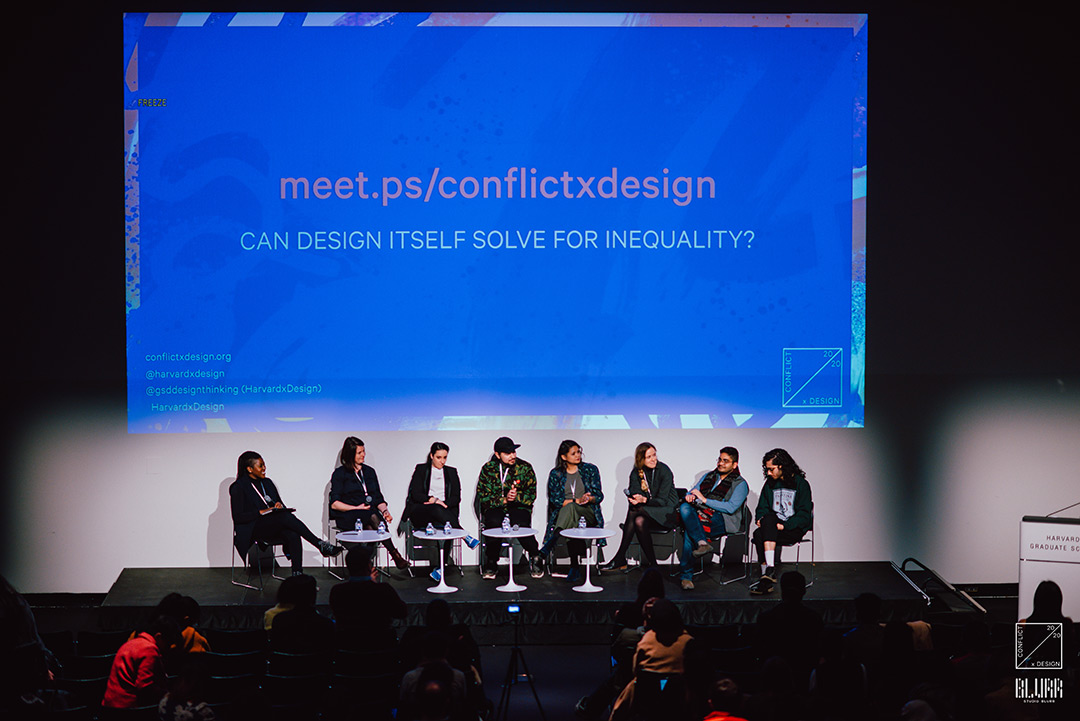 FREEZE
meet.ps/conflictxdesign
CAN DESIGN ITSELF SOLVE FOR INEQUALITY?
conflictxdesign.org
@harvardxdesign
@gsddesignthinking (HarvardxDesign)
HarvardxDesign
CONFLICT
20
20
x DESIGN
HARVARD
GRADUATE SC
CONFLICT
20
20
x DESIGN
BLURR
STUDIO BLURR